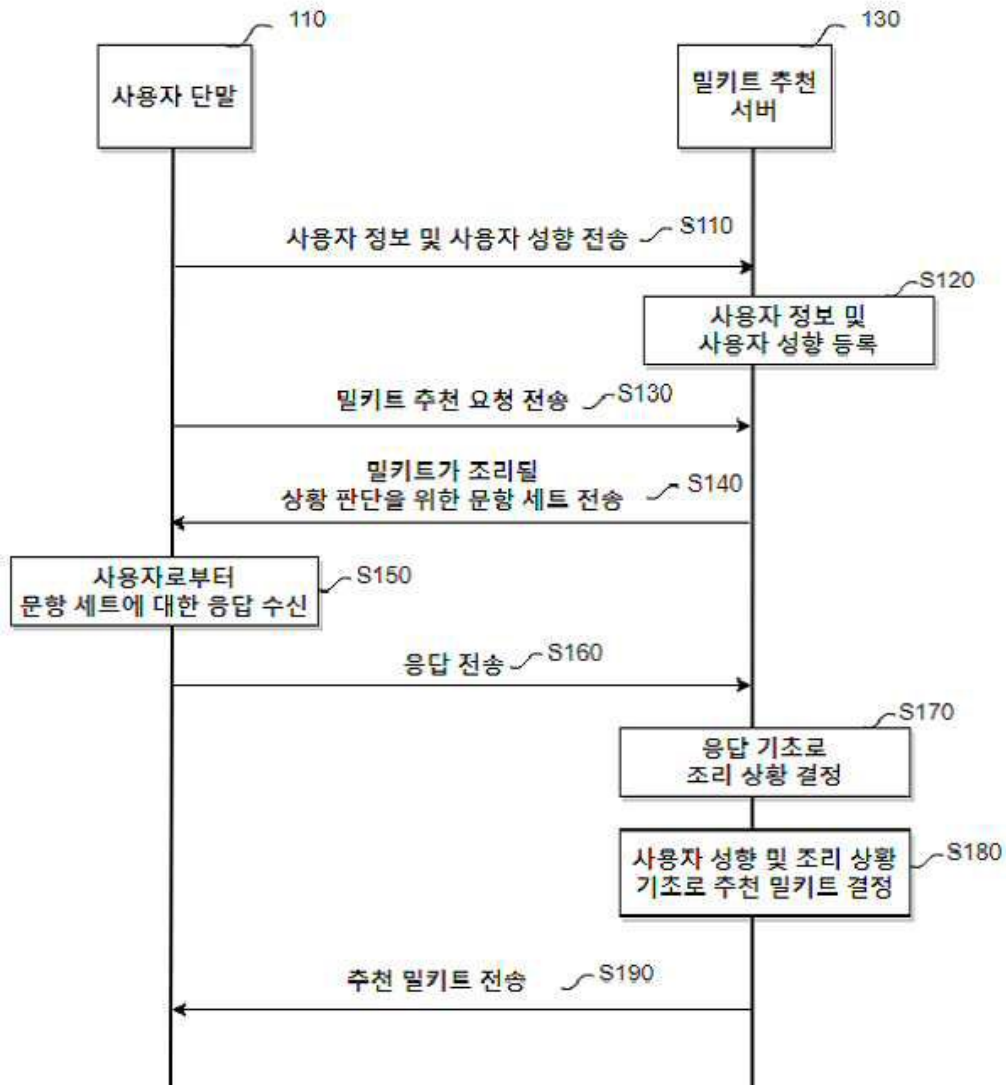 110
130
사용자 단말
밀키트 추천
서버
사용자 정보 및 사용자 성향 전송
S110
S120
사용자 정보 및
사용자 성향 등록
밀키트 추천 요청 전송
S130
밀키트가 조리될
상황 판단을 위한 문항 세트 전송
S140
사용자로부터
문항 세트에 대한 응답 수신
S150
응답 전송
S160
S170
응답 기초로
조리 상황 결정
사용자 성향 및 조리 상황
기초로 추천 밀키트 결정
S180
추천 밀키트 전송
S190